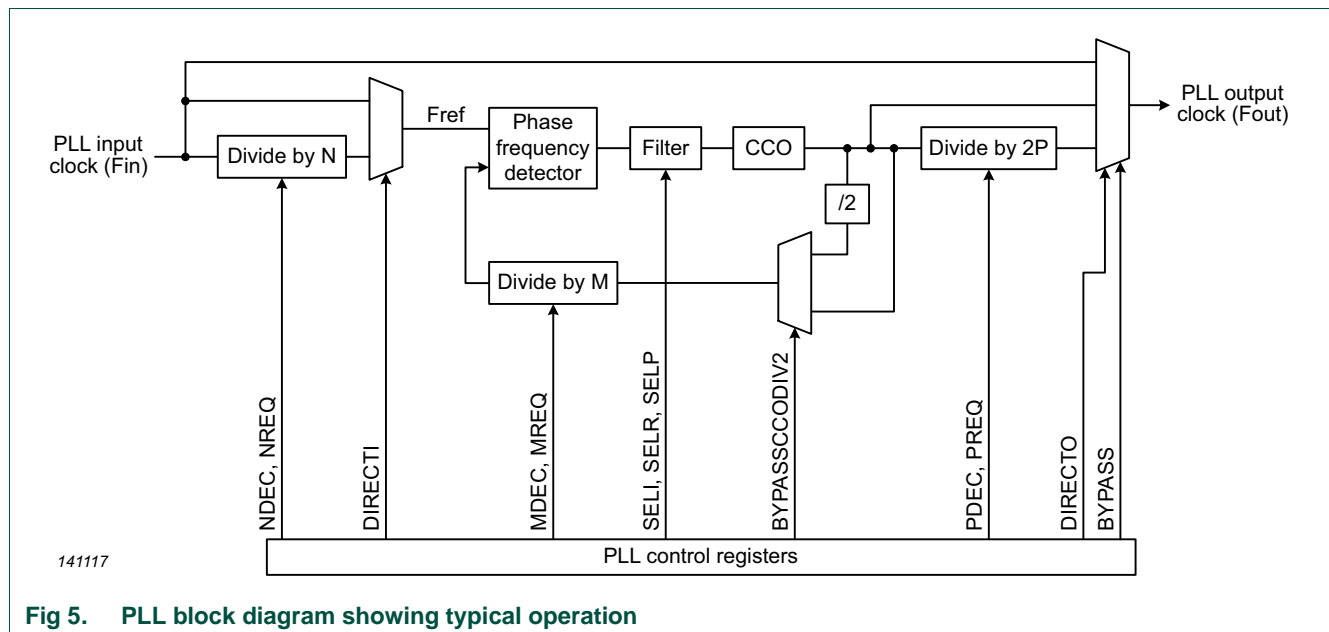 PLL input
clock (Fin)
Divide by N
Fref
Phase
frequency
detector
Filter
CCO
/2
Divide by 2P
PLL output
clock (Fout)
Divide by M
NDEC, NREQ
DIRECTI
MDEC, MREQ
SELI, SELR, SELP
BYPASSCCODIV2
PDEC, PREQ
DIRECTO
BYPASS
PLL control registers
141117
Fig 5. PLL block diagram showing typical operation